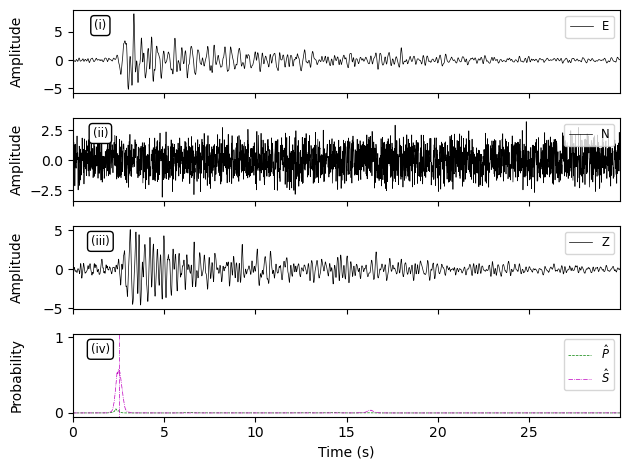 (i)
E
Amplitude
5
0
−5
(ii)
N
Amplitude
2.5
0.0
−2.5
(iii)
Z
Amplitude
5
0
−5
(iv)
P̂
Ŝ
Probability
1
0
0 5 10 15 20 25
Time (s)